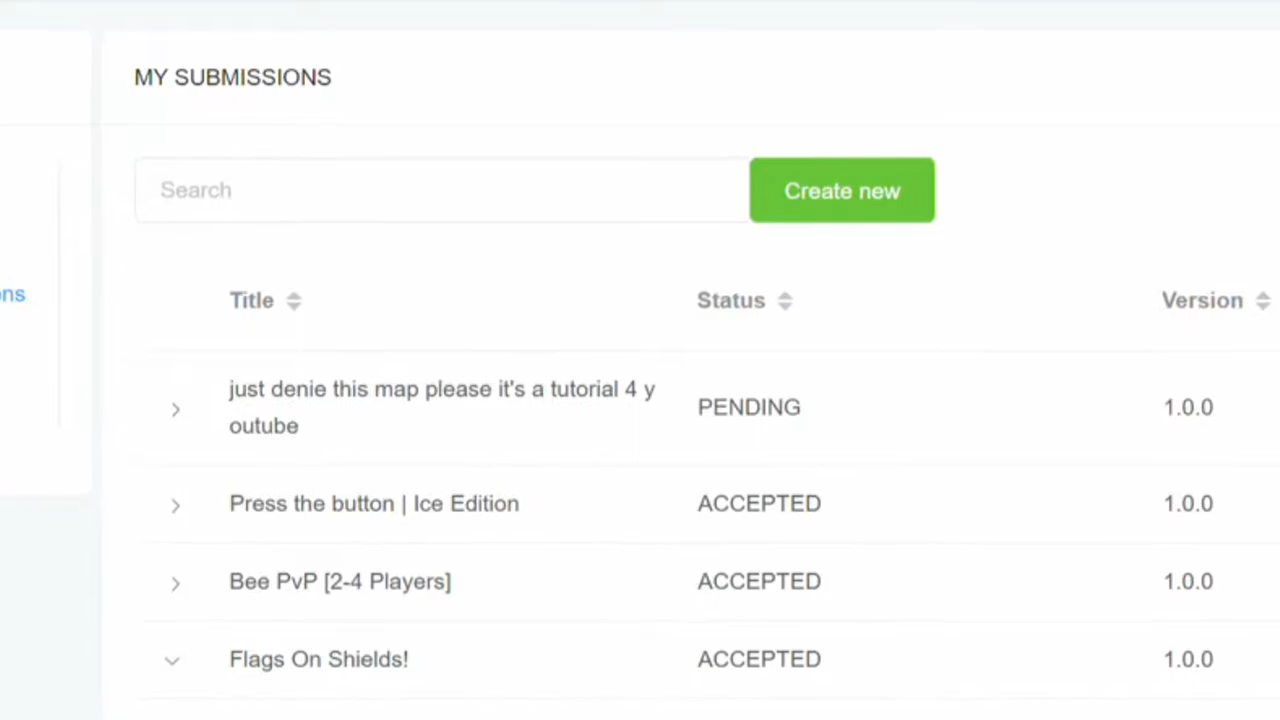 MY SUBMISSIONS
Search
Create new
ons
Title
Status
Version
just denie this map please it's a tutorial 4 y
outube
PENDING
1.0.0
Press the button | Ice Edition
ACCEPTED
1.0.0
Bee PvP [2-4 Players]
ACCEPTED
1.0.0
Flags On Shields!
ACCEPTED
1.0.0